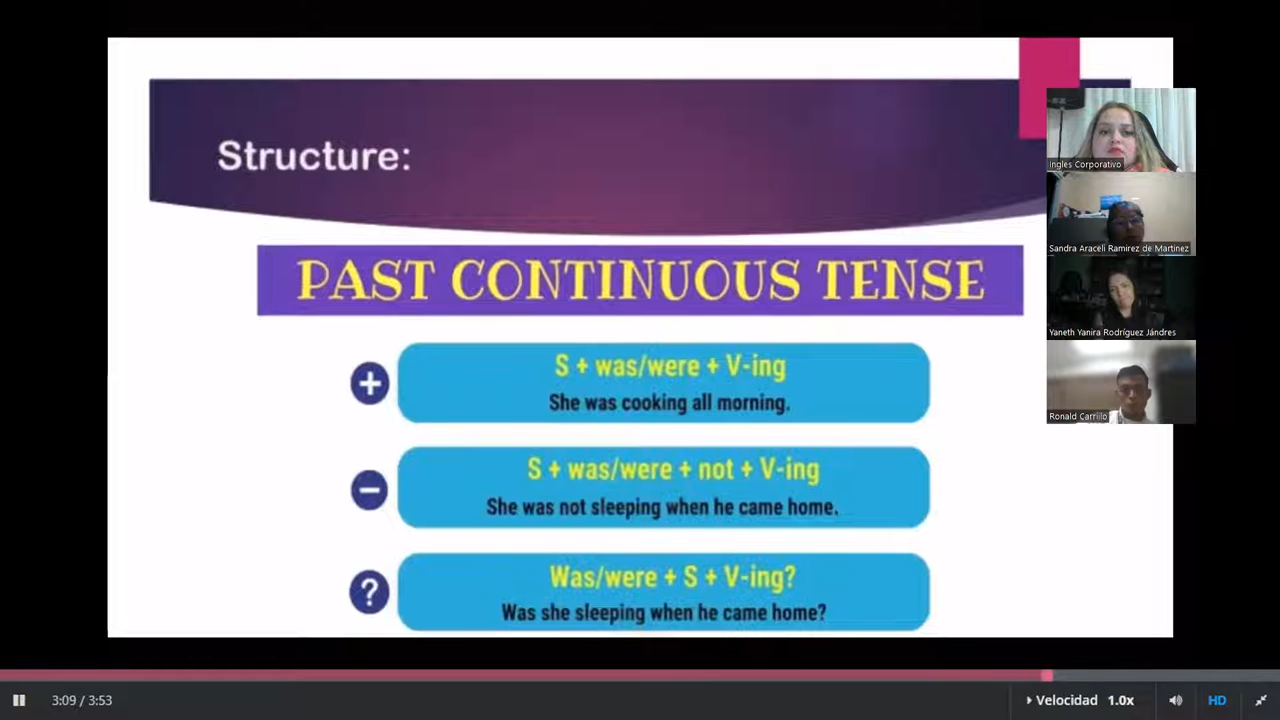 Structure:
PAST CONTINUOUS TENSE
+
S + was/were + V-ing
She was cooking all morning.
−
S + was/were + not + V-ing
She was not sleeping when he came home.
?
Was/were + S + V-ing?
Was she sleeping when he came home?
Ingles Corporativo
Sandra Araceli Ramirez de Martinez
Yaneth Yanira Rodríguez Jándres
Ronald Carrillo
3:09 / 3:53
Velocidad 1.0x
HD